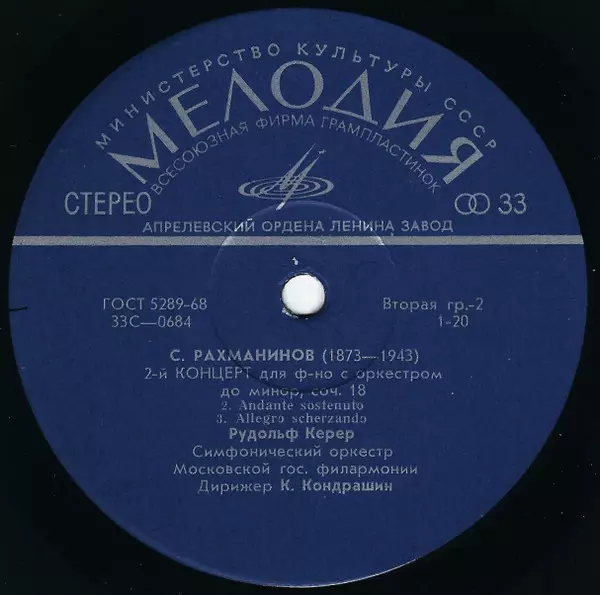 МИНИСТЕРСТВО КУЛЬТУРЫ СССР
МЕЛОДИЯ
ВСЕСОЮЗНАЯ ФИРМА ГРАМПЛАСТИНОК
СТЕРЕО
33
АПРЕЛЕВСКИЙ ОРДЕНА ЛЕНИНА ЗАВОД
ГОСТ 5289-68
Вторая гр.-2
33С—0684
1-20
С. РАХМАНИНОВ (1873—1943)
2-й КОНЦЕРТ для ф-но с оркестром
до минор, соч. 18
2. Andante sostenuto
3. Allegro scherzando
Рудольф Керер
Симфонический оркестр
Московской гос. филармонии
Дирижер К. Кондрашин